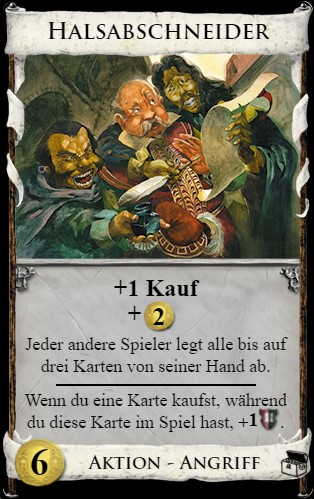 HALSABSCHNEIDER
+1 Kauf
+ 2
Jeder andere Spieler legt alle bis auf
drei Karten von seiner Hand ab.
Wenn du eine Karte kaufst, während
du diese Karte im Spiel hast, +1.
6 AKTION - ANGRIFF